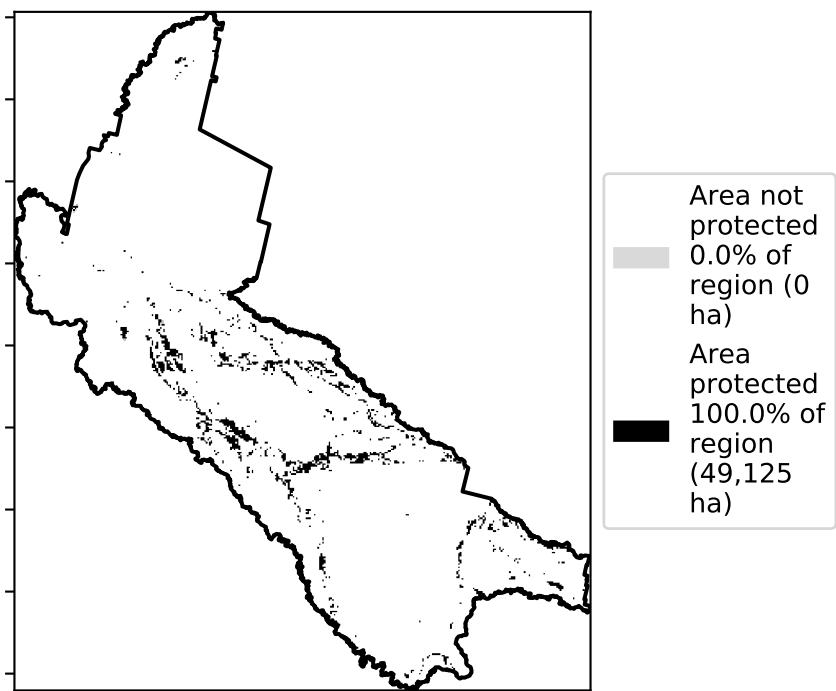 Area not
protected
0.0% of
region (0
ha)
Area
protected
100.0% of
region
(49,125
ha)